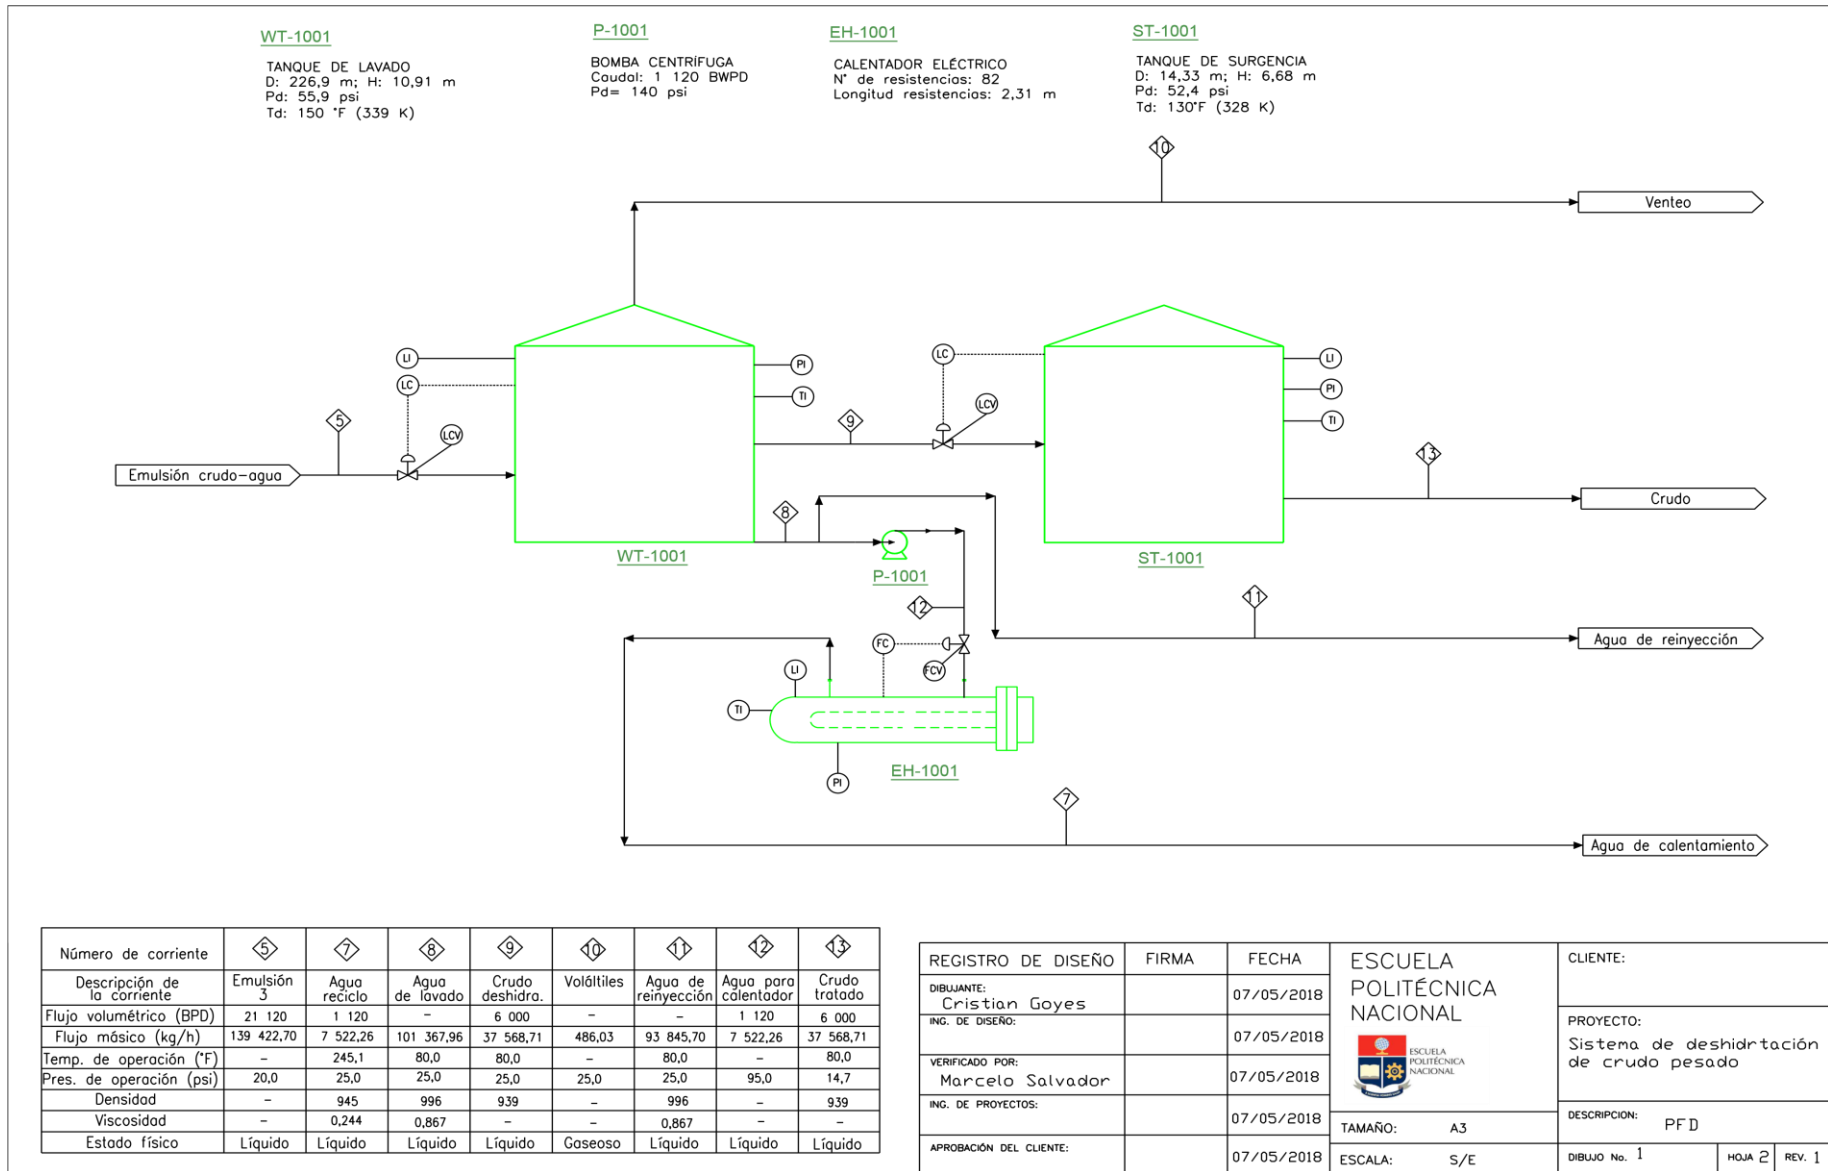 WT-1001
TANQUE DE LAVADO
D: 226,9 m; H: 10,91 m
Pd: 55,9 psi
Td: 150 °F (339 K)
P-1001
BOMBA CENTRÍFUGA
Caudal: 1 120 BWPD
Pd= 140 psi
EH-1001
CALENTADOR ELÉCTRICO
N° de resistencias: 82
Longitud resistencias: 2,31 m
ST-1001
TANQUE DE SURGENCIA
D: 14,33 m; H: 6,68 m
Pd: 52,4 psi
Td: 130°F (328 K)
10
Venteo
LI
LC
PI
TI
LC
LI
PI
TI
5
LCV
9
LCV
13
Emulsión crudo-agua
Crudo
8
WT-1001
P-1001
ST-1001
12
11
FC
FCV
Agua de reinyección
LI
TI
PI
EH-1001
7
Agua de calentamiento
Número de corriente 5 7 8 9 10 11 12 13
Descripción de la corriente Emulsión 3 Agua reciclo Agua de lavado Crudo deshidra. Voláltiles Agua de reinyección Agua para calentador Crudo tratado
Flujo volumétrico (BPD) 21 120 1 120 - 6 000 - - 1 120 6 000
Flujo másico (kg/h) 139 422,70 7 522,26 101 367,96 37 568,71 486,03 93 845,70 7 522,26 37 568,71
Temp. de operación (°F) - 245,1 80,0 80,0 - 80,0 - 80,0
Pres. de operación (psi) 20,0 25,0 25,0 25,0 25,0 25,0 95,0 14,7
Densidad - 945 996 939 - 996 - 939
Viscosidad - 0,244 0,867 - - 0,867 - -
Estado físico Líquido Líquido Líquido Líquido Gaseoso Líquido Líquido Líquido
REGISTRO DE DISEÑO FIRMA FECHA
DIBUJANTE:
Cristian Goyes 07/05/2018
ING. DE DISEÑO:
07/05/2018
VERIFICADO POR:
Marcelo Salvador 07/05/2018
ING. DE PROYECTOS:
07/05/2018
APROBACIÓN DEL CLIENTE:
07/05/2018
ESCUELA
POLITÉCNICA
NACIONAL
ESCUELA
POLITÉCNICA
NACIONAL
TAMAÑO: A3
ESCALA: S/E
CLIENTE:
PROYECTO:
Sistema de deshidrtación
de crudo pesado
DESCRIPCION:
PFD
DIBUJO No. 1 HOJA 2 REV. 1